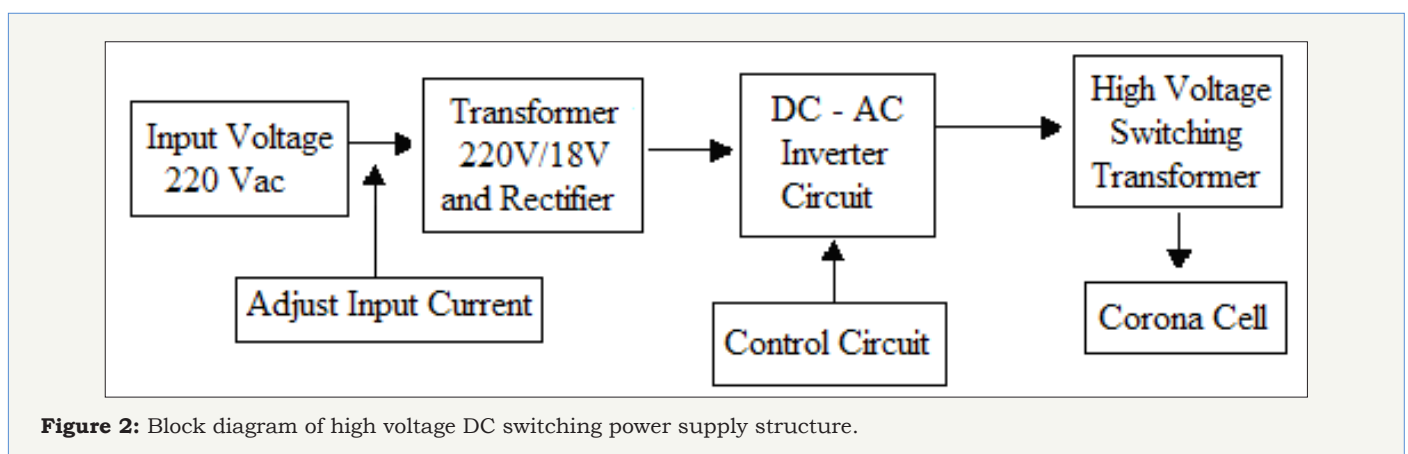 Input Voltage
220 Vac
Transformer
220V/18V
and Rectifier
DC - AC
Inverter
Circuit
High Voltage
Switching
Transformer
Adjust Input Current
Control Circuit
Corona Cell
Figure 2: Block diagram of high voltage DC switching power supply structure.